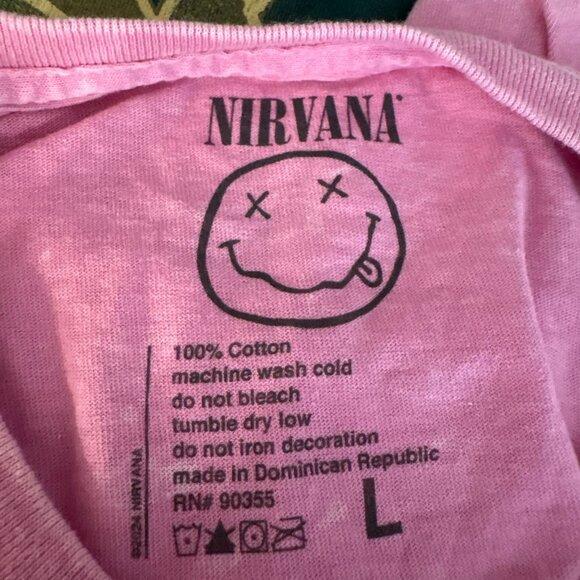 NIRVANA
100% Cotton
machine wash cold
do not bleach
tumble dry low
do not iron decoration
made in Dominican Republic
RN# 90355
L
©2024 NIRVANA